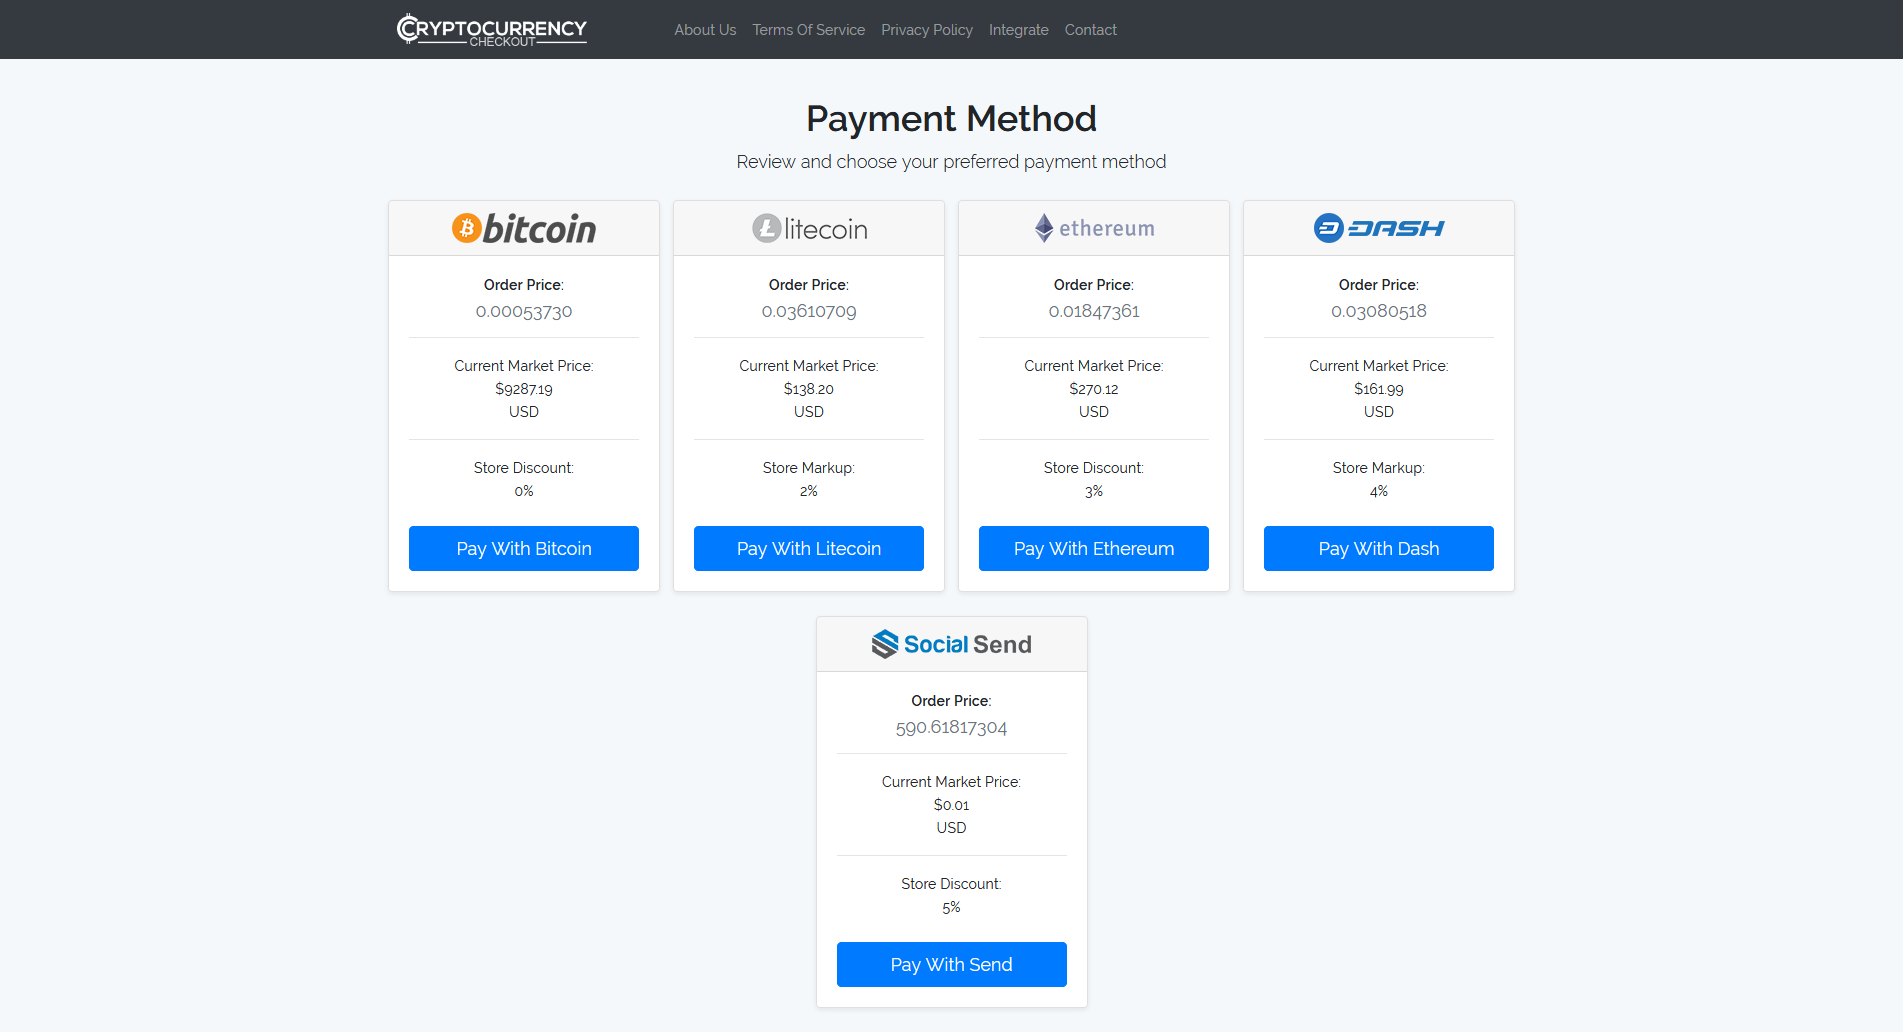 CRYPTOCURRENCY
CHECKOUT
About Us Terms Of Service Privacy Policy Integrate Contact
Payment Method
Review and choose your preferred payment method
bitcoin
Order Price:
0.00053730
Current Market Price:
$9287.19
USD
Store Discount:
0%
Pay With Bitcoin
litecoin
Order Price:
0.03610709
Current Market Price:
$138.20
USD
Store Markup:
2%
Pay With Litecoin
ethereum
Order Price:
0.01847361
Current Market Price:
$270.12
USD
Store Discount:
3%
Pay With Ethereum
DASH
Order Price:
0.03080518
Current Market Price:
$161.99
USD
Store Markup:
4%
Pay With Dash
Social Send
Order Price:
590.61817304
Current Market Price:
$0.01
USD
Store Discount:
5%
Pay With Send